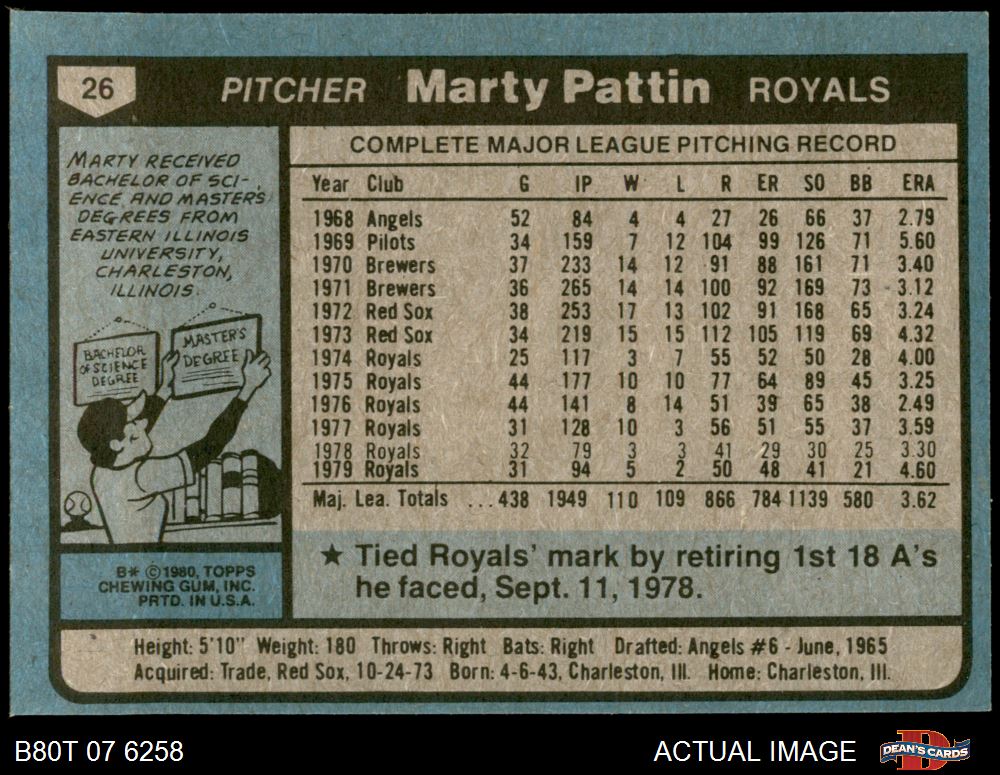 26 PITCHER Marty Pattin ROYALS
MARTY RECEIVED
BACHELOR OF SCI-
ENCE AND MASTER'S
DEGREES FROM
EASTERN ILLINOIS
UNIVERSITY,
CHARLESTON,
ILLINOIS.
BACHELOR
OF SCIENCE
DEGREE
MASTER'S
DEGREE
B* ©1980, TOPPS
CHEWING GUM, INC.
PRTD. IN U.S.A.
COMPLETE MAJOR LEAGUE PITCHING RECORD
Year Club G IP W L R ER SO BB ERA
1968 Angels 52 84 4 4 27 26 66 37 2.79
1969 Pilots 34 159 7 12 104 99 126 71 5.60
1970 Brewers 37 233 14 12 91 88 161 71 3.40
1971 Brewers 36 265 14 14 100 92 169 73 3.12
1972 Red Sox 38 253 17 13 102 91 168 65 3.24
1973 Red Sox 34 219 15 15 112 105 119 69 4.32
1974 Royals 25 117 3 7 55 52 50 28 4.00
1975 Royals 44 177 10 10 77 64 89 45 3.25
1976 Royals 44 141 8 14 51 39 65 38 2.49
1977 Royals 31 128 10 3 56 51 55 37 3.59
1978 Royals 32 79 3 3 41 29 30 25 3.30
1979 Royals 31 94 5 2 50 48 41 21 4.60
Maj. Lea. Totals ...438 1949 110 109 866 784 1139 580 3.62
★ Tied Royals' mark by retiring 1st 18 A's
he faced, Sept. 11, 1978.
Height: 5'10" Weight: 180 Throws: Right Bats: Right Drafted: Angels #6 - June, 1965
Acquired: Trade, Red Sox, 10-24-73 Born: 4-6-43, Charleston, Ill. Home: Charleston, Ill.
B80T 07 6258 ACTUAL IMAGE DEAN'S CARDS